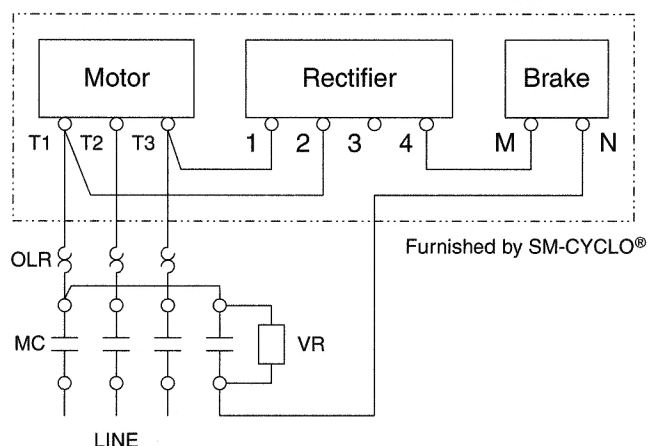 Motor Rectifier Brake
T1 T2 T3 1 2 3 4 M N
Furnished by SM-CYCLO®
OLR
MC VR
LINE